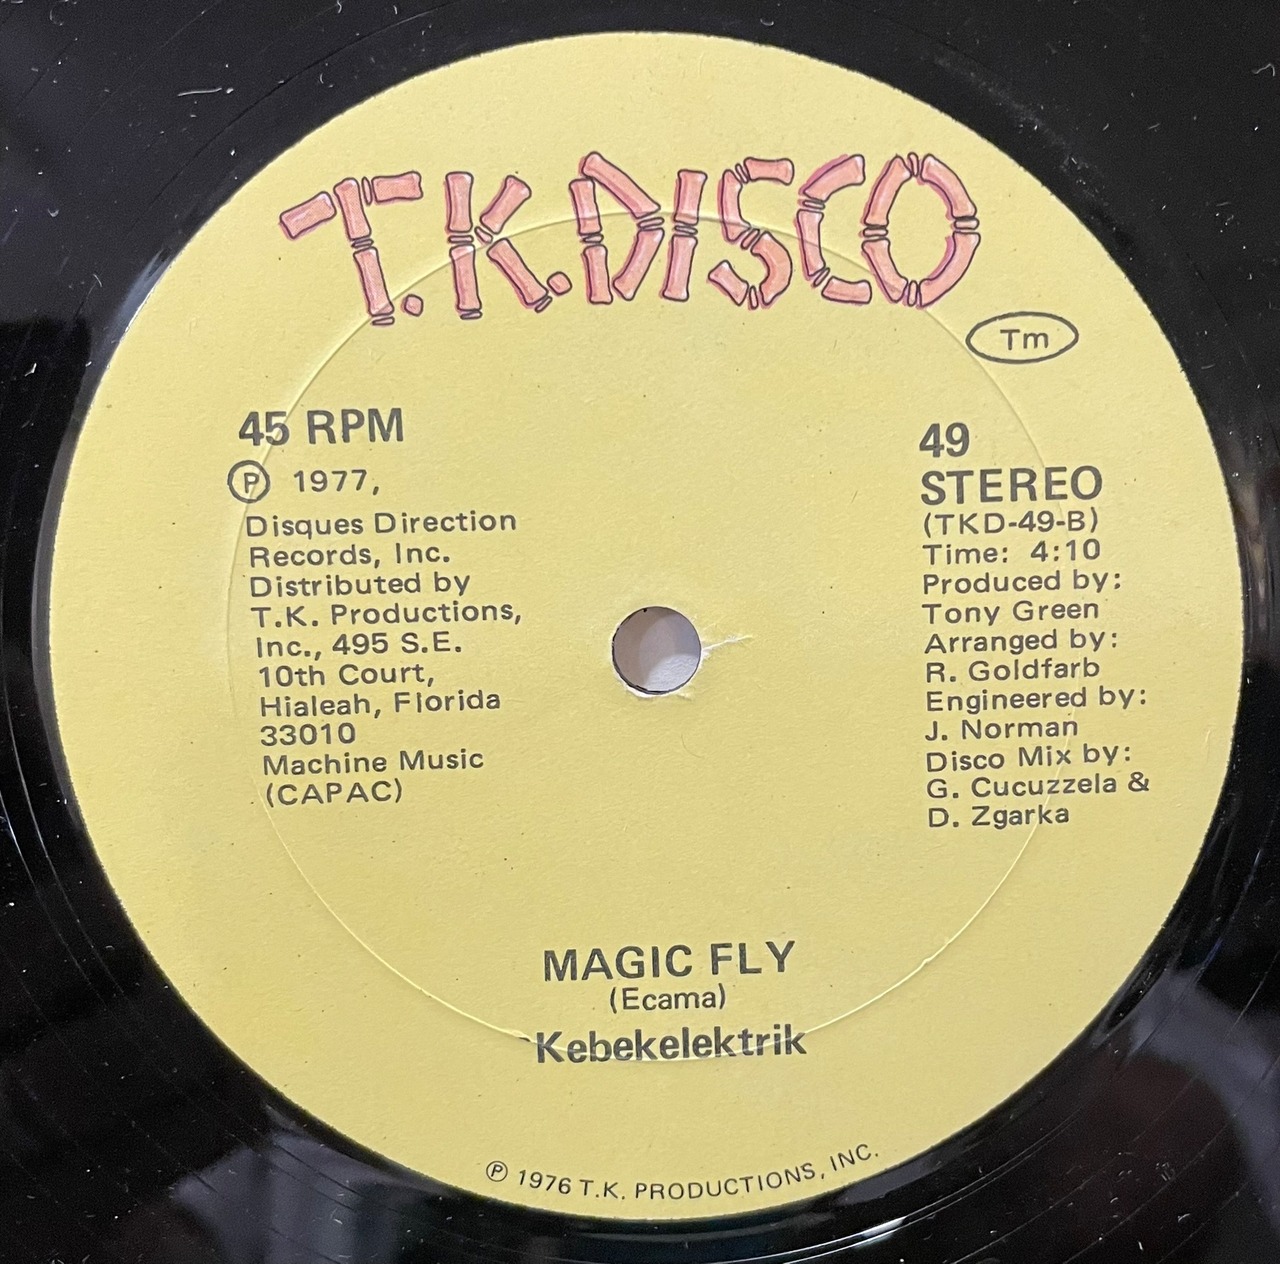 T.K. DISCO
Tm
45 RPM
Ⓟ 1977,
Disques Direction
Records, Inc.
Distributed by
T.K. Productions,
Inc., 495 S.E.
10th Court,
Hialeah, Florida
33010
Machine Music
(CAPAC)
49
STEREO
(TKD-49-B)
Time: 4:10
Produced by:
Tony Green
Arranged by:
R. Goldfarb
Engineered by:
J. Norman
Disco Mix by:
G. Cucuzzela &
D. Zgarka
MAGIC FLY
(Ecama)
Kebekelektrik
Ⓟ 1976 T.K. PRODUCTIONS, INC.